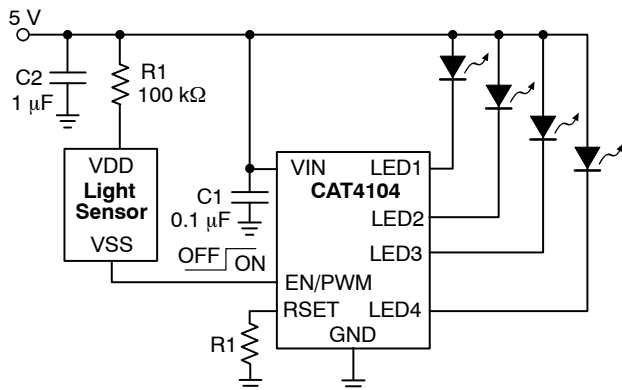 5 V
C2
1 μF
R1
100 kΩ
VDD
Light
Sensor
VSS
C1
0.1 μF
OFF
ON
VIN
LED1
CAT4104
LED2
LED3
EN/PWM
RSET
LED4
GND
R1